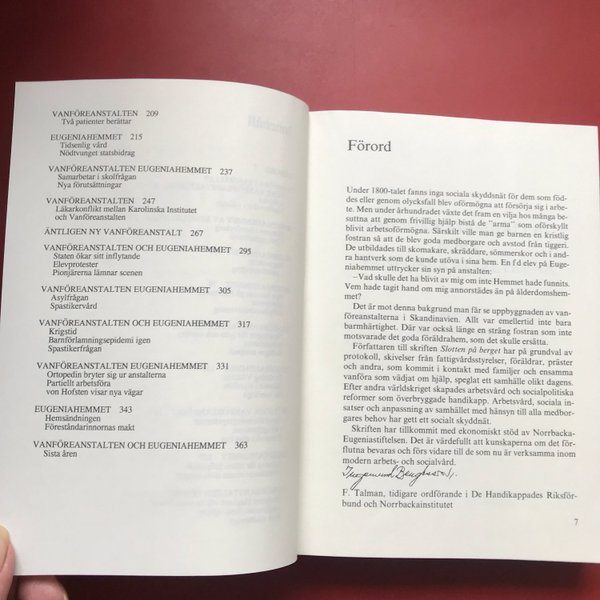 VANFÖREANSTALTEN 209
Två patienter berättar
EUGENIAHEMMET 215
Tidsenlig vård
Nödtvunget statsbidrag
VANFÖREANSTALTEN EUGENIAHEMMET 237
Samarbetar i skolfrågan
Nya förutsättningar
VANFÖREANSTALTEN 247
Läkarkonflikt mellan Karolinska Institutet
och Vanföreanstalten
ÄNTLIGEN NY VANFÖRANSTALT 267
VANFÖREANSTALTEN OCH EUGENIAHEMMET 295
Staten ökar sitt inflytande
Elevprotester
Pionjärerna lämnar scenen
VANFÖREANSTALTEN EUGENIAHEMMET 305
Asylfrågan
Spastikervård
VANFÖREANSTALTEN OCH EUGENIAHEMMET 317
Krigstid
Barnförlamningsepidemi igen
Spastikerfrågan
VANFÖREANSTALTEN EUGENIAHEMMET 331
Ortopedin bryter sig ur anstalterna
Partiellt arbetsföra
von Hofsten visar nya vägar
EUGENIAHEMMET 343
Hemsändningen
Föreståndarinnornas makt
VANFÖREANSTALTEN OCH EUGENIAHEMMET 363
Sista åren
Förord
Under 1800-talet fanns inga sociala skyddsnät för dem som föd-
des eller genom olycksfall blev oförmögna att försörja sig i arbe-
te. Men under århundradet växte det fram en vilja hos många be-
suttna att genom frivillig hjälp bistå de "arma" som oförskyllt
blivit arbetsoförmögna. Särskilt ville man ge barnen en kristlig
fostran så att de blev goda medborgare och avstod från tiggeri.
De utbildades till skomakare, skräddare, sömmerskor och i andra
hantverk som de kunde utöva i sina hem. En f d elev på Euge-
niahemmet uttrycker sin syn på anstalten:
–Vad skulle det ha blivit av mig om inte Hemmet hade funnits.
Vem hade tagit hand om mig annorstädes än på ålderdomshem-
met?
Det är mot denna bakgrund man får se uppbyggnaden av van-
föreanstalterna i Skandinavien. Allt var emellertid inte bara
barmhärtighet. Där var också länge en sträng fostran som inte
motsvarade det goda föräldrahem, som det skulle ersätta.
Författaren till skriften Slotten på berget har på grundval av
protokoll, skivelser från fattigvårdsstyrelser, föräldrar, präster
och andra, som kommit i kontakt med familjer och ensamma
vanföra som vädjat om hjälp, speglat ett samhälle olikt dagens.
Efter andra världskriget skapades arbetsvård och socialpolitiska
reformer som överbryggade handikapp. Arbetsvård, sociala in-
satser och anpassning av samhället med hänsyn till alla medbor-
gares behov har gett ett socialt skyddnät.
Skriften har tillkommit med ekonomiskt stöd av Norrbacka-
Eugeniastiftelsen. Det är värdefullt att kunskaperna om det för-
flutna bevaras och förs vidare till de som nu är verksamma inom
modern arbets- och socialvård.
F. Talman, tidigare ordförande i De Handikappades Riksför-
bund och Norrbackainstitutet
7